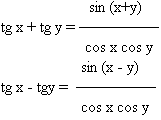 sin (x+y)
tg x + tg y =
cos x cos y
sin (x - y)
tg x - tgy =
cos x cos y